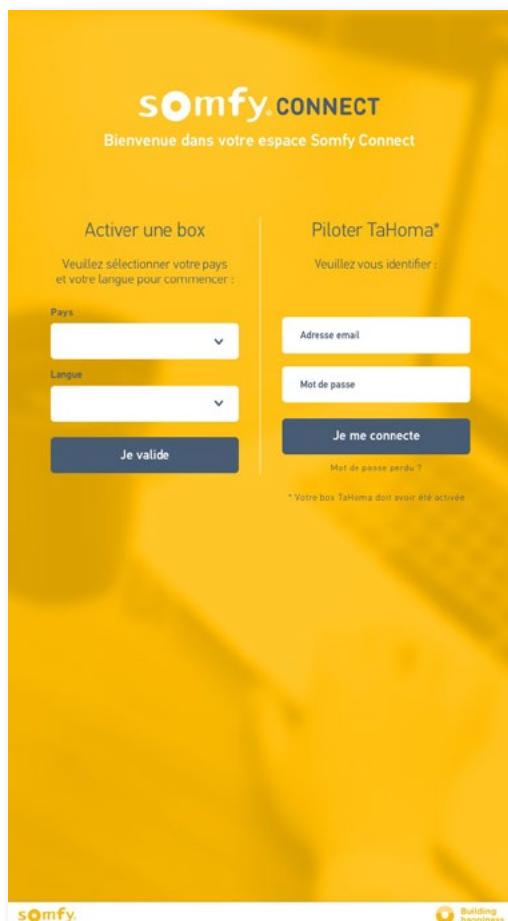 somfy. CONNECT
Bienvenue dans votre espace Somfy Connect
Activer une box
Veuillez sélectionner votre pays
et votre langue pour commencer :
Pays
Langue
Je valide
Piloter TaHoma*
Veuillez vous identifier :
Adresse email
Mot de passe
Je me connecte
Mot de passe perdu ?
* Votre box TaHoma doit avoir été activée
somfy.
Building
happiness